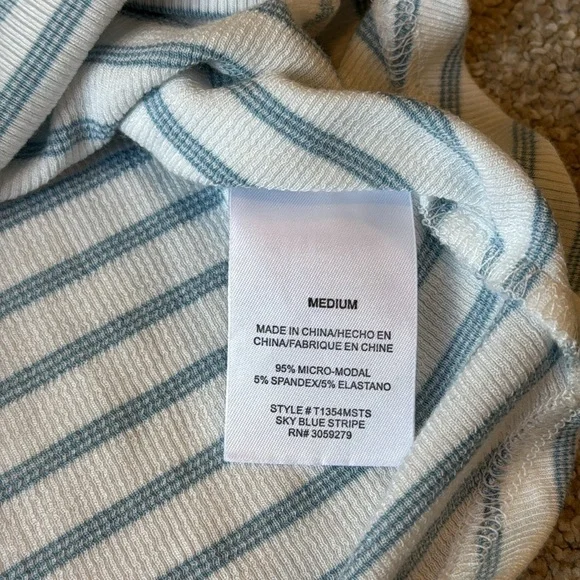 MEDIUM
MADE IN CHINA/HECHO EN
CHINA/FABRIQUE EN CHINE
95% MICRO-MODAL
5% SPANDEX/5% ELASTANO
STYLE # T1354MSTS
SKY BLUE STRIPE
RN# 3059279